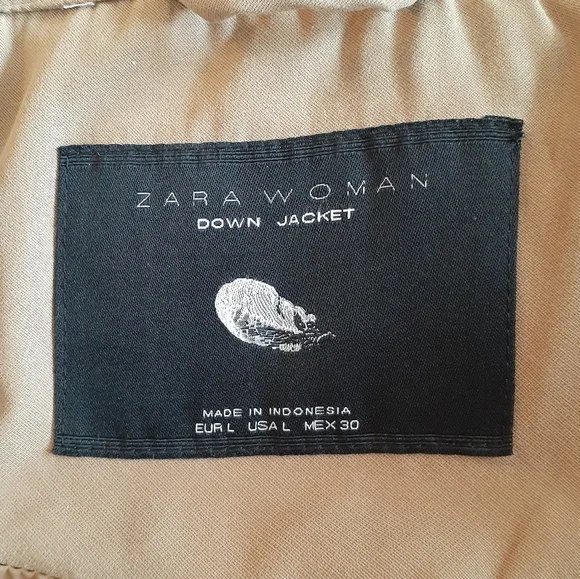 ZARA WOMAN
DOWN JACKET
MADE IN INDONESIA
EUR L USA L MEX 30